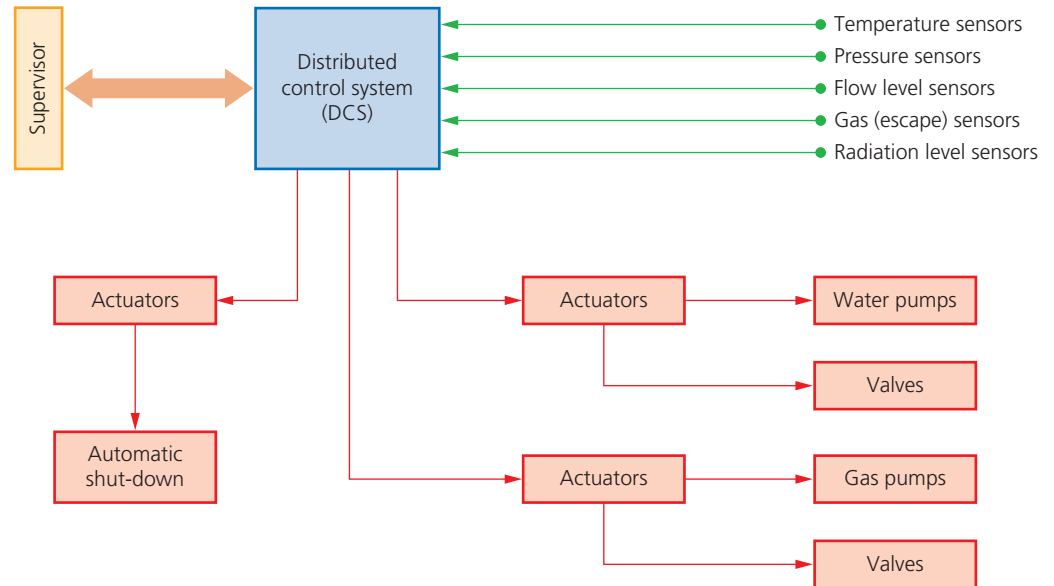 Supervisor
Distributed
control system
(DCS)
Temperature sensors
Pressure sensors
Flow level sensors
Gas (escape) sensors
Radiation level sensors
Actuators
Actuators
Water pumps
Valves
Automatic
shut-down
Actuators
Gas pumps
Valves